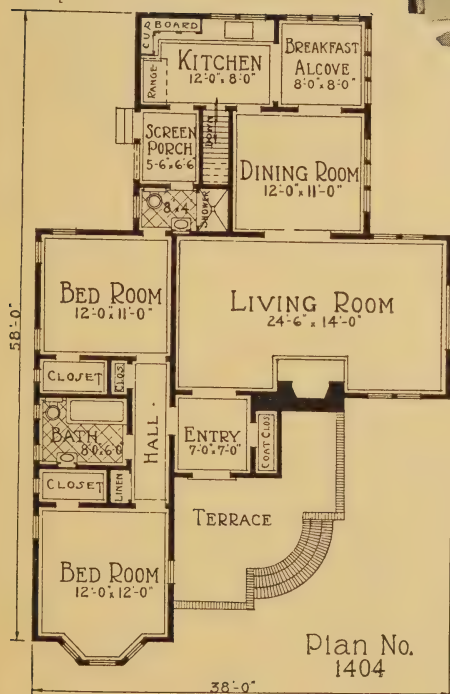 CUPBOARD
RANGE
KITCHEN
12'-0" x 8'-0"
BREAKFAST
ALCOVE
8'-0" x 8'-0"
SCREEN
PORCH
5-6" x 6-6"
DOWN
DINING ROOM
12'-0" x 11'-0"
8' x 4'
SHOWER
BED ROOM
12'-0" x 11'-0"
LIVING ROOM
24'-6" x 14'-0"
58'-0"
CLOSET
CLOS.
BATH
8-0" x 6-0"
HALL
ENTRY
7'-0" x 7'-0"
COAT CLOS.
CLOSET
LINEN
TERRACE
BED ROOM
12'-0" x 12'-0"
Plan No.
1404
38'-0"